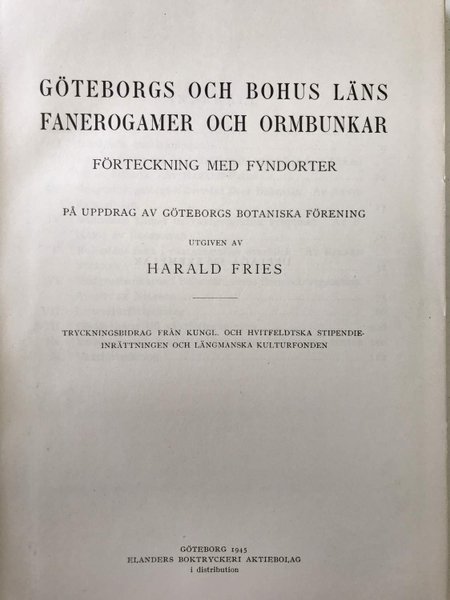 GÖTEBORGS OCH BOHUS LÄNS
FANEROGAMER OCH ORMBUNKAR
FÖRTECKNING MED FYNDORTER
PÅ UPPDRAG AV GÖTEBORGS BOTANISKA FÖRENING
UTGIVEN AV
HARALD FRIES
TRYCKNINGSBIDRAG FRÅN KUNGL. OCH HVITFELDTSKA STIPENDIE-
INRÄTTNINGEN OCH LÄNGMANSKA KULTURFONDEN
GÖTEBORG 1945
ELANDERS BOKTRYCKERI AKTIEBOLAG
i distribution